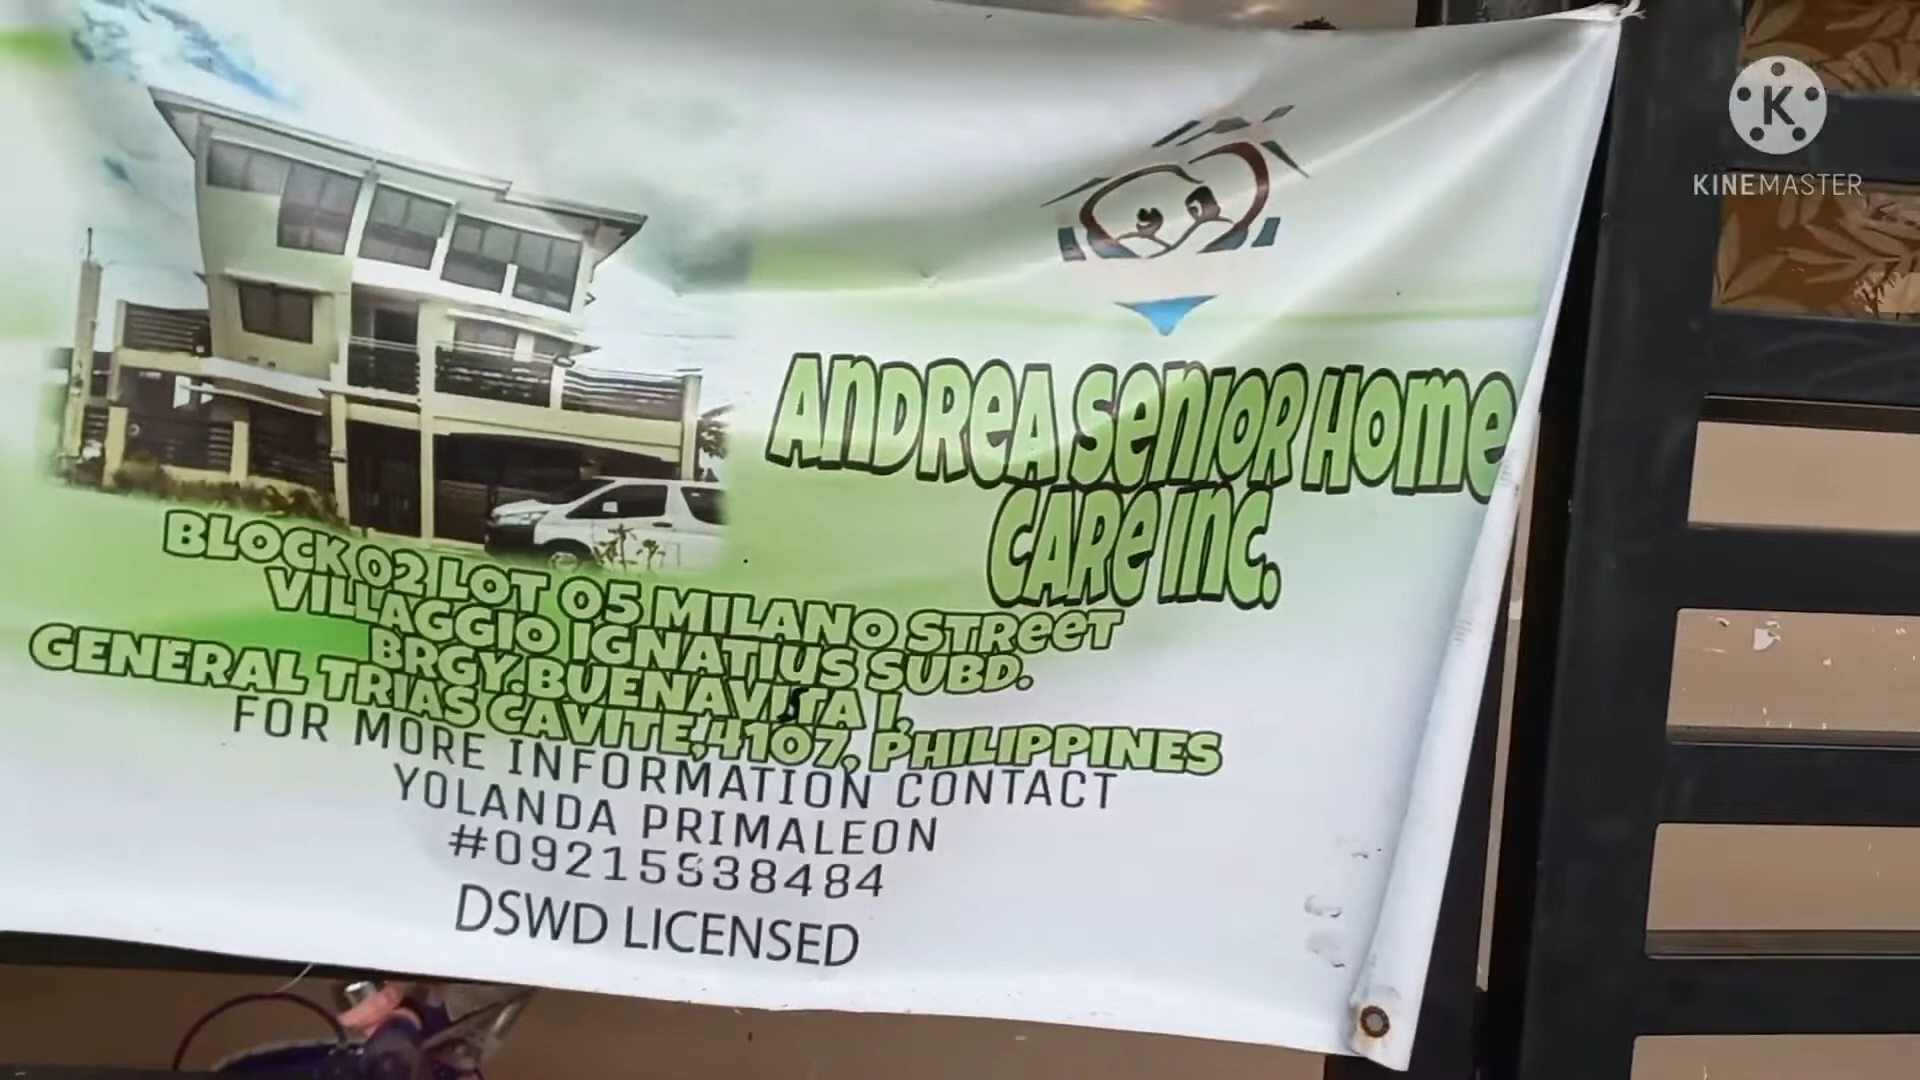 KINEMASTER
ANDREA SENIOR HOME
CARE INC.
BLOCK 02 LOT 05 MILANO STREET
VILLAGGIO IGNATIUS SUBD.
BRGY.BUENAVISTA I,
GENERAL TRIAS CAVITE,4107, PHILIPPINES
FOR MORE INFORMATION CONTACT
YOLANDA PRIMALEON
DSWD LICENSED